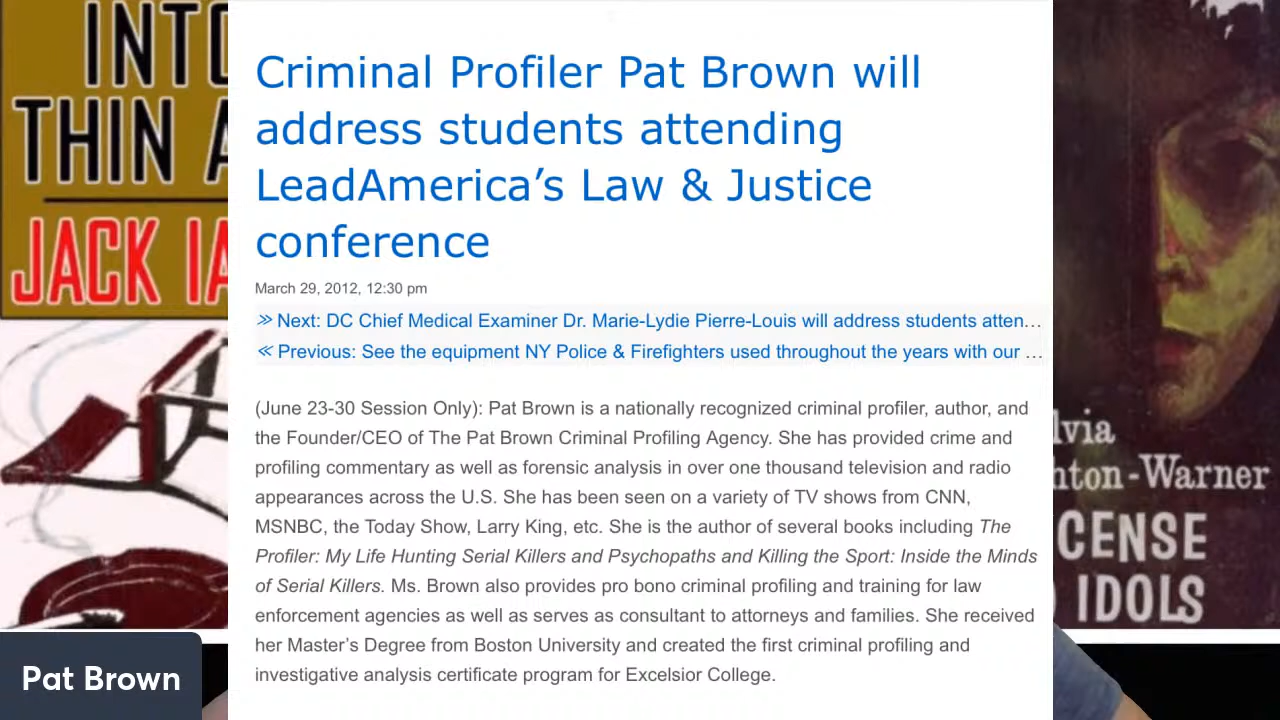 INTO
THIN A
JACK IA
Criminal Profiler Pat Brown will
address students attending
LeadAmerica’s Law & Justice
conference
March 29, 2012, 12:30 pm
≫ Next: DC Chief Medical Examiner Dr. Marie-Lydie Pierre-Louis will address students atten...
≪ Previous: See the equipment NY Police & Firefighters used throughout the years with our ...
(June 23-30 Session Only): Pat Brown is a nationally recognized criminal profiler, author, and
the Founder/CEO of The Pat Brown Criminal Profiling Agency. She has provided crime and
profiling commentary as well as forensic analysis in over one thousand television and radio
appearances across the U.S. She has been seen on a variety of TV shows from CNN,
MSNBC, the Today Show, Larry King, etc. She is the author of several books including The
Profiler: My Life Hunting Serial Killers and Psychopaths and Killing the Sport: Inside the Minds
of Serial Killers. Ms. Brown also provides pro bono criminal profiling and training for law
enforcement agencies as well as serves as consultant to attorneys and families. She received
her Master’s Degree from Boston University and created the first criminal profiling and
investigative analysis certificate program for Excelsior College.
lvia
hton-Warner
CENSE
IDOLS
Pat Brown